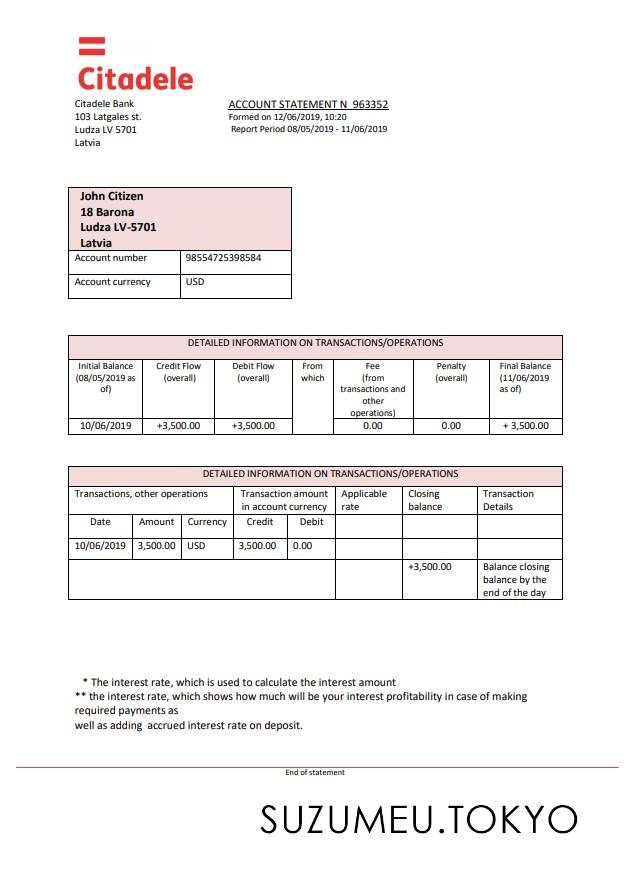 Citadele
Citadele Bank
103 Latgales st.
Ludza LV 5701
Latvia
ACCOUNT STATEMENT N 963352
Formed on 12/06/2019, 10:20
Report Period 08/05/2019 - 11/06/2019
John Citizen
18 Barona
Ludza LV-5701
Latvia
Account number 98554725398584
Account currency USD
DETAILED INFORMATION ON TRANSACTIONS/OPERATIONS
Initial Balance (08/05/2019 as of) Credit Flow (overall) Debit Flow (overall) From which Fee (from transactions and other operations) Penalty (overall) Final Balance (11/06/2019 as of)
10/06/2019 +3,500.00 +3,500.00 0.00 0.00 + 3,500.00
DETAILED INFORMATION ON TRANSACTIONS/OPERATIONS
Transactions, other operations Transaction amount in account currency Applicable rate Closing balance Transaction Details
Date Amount Currency Credit Debit
10/06/2019 3,500.00 USD 3,500.00 0.00
+3,500.00 Balance closing balance by the end of the day
* The interest rate, which is used to calculate the interest amount
** the interest rate, which shows how much will be your interest profitability in case of making
required payments as
well as adding accrued interest rate on deposit.
End of statement
SUZUMEU.TOKYO